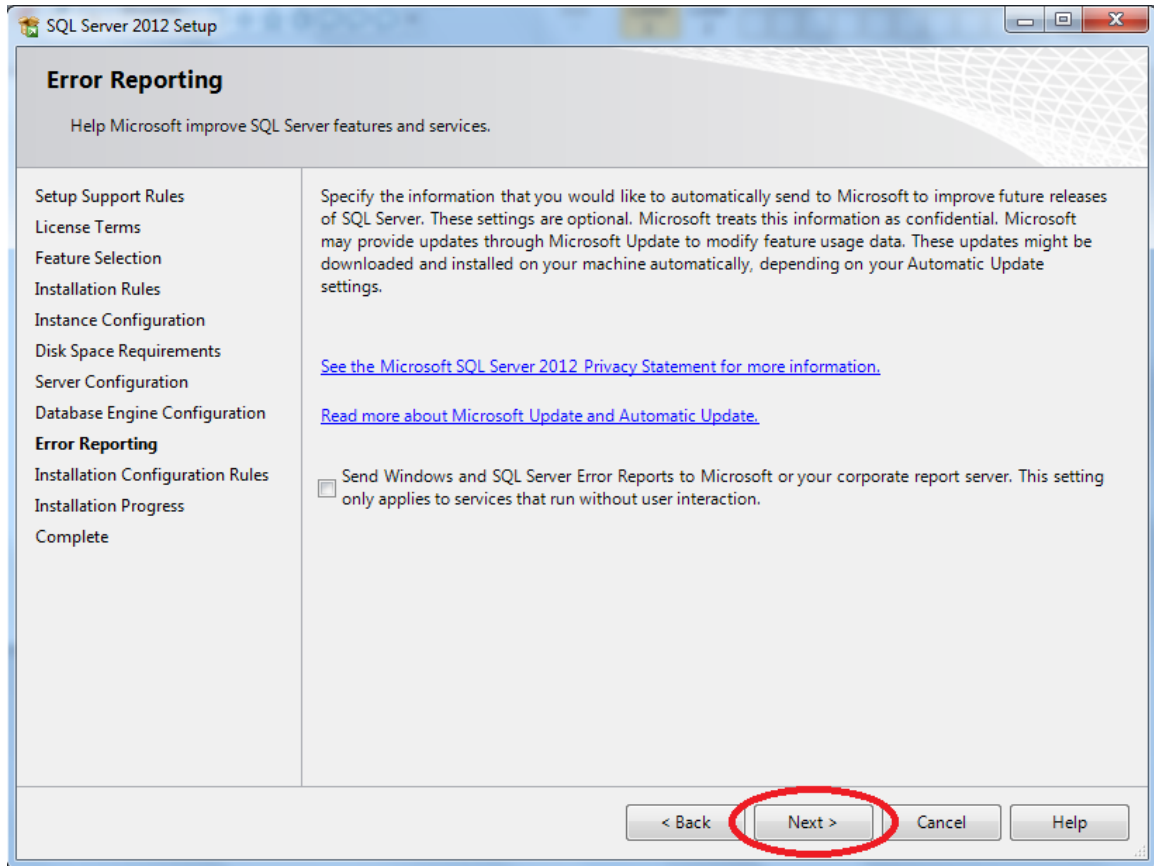 SQL Server 2012 Setup
Error Reporting
Help Microsoft improve SQL Server features and services.
Setup Support Rules
License Terms
Feature Selection
Installation Rules
Instance Configuration
Disk Space Requirements
Server Configuration
Database Engine Configuration
Error Reporting
Installation Configuration Rules
Installation Progress
Complete
Specify the information that you would like to automatically send to Microsoft to improve future releases
of SQL Server. These settings are optional. Microsoft treats this information as confidential. Microsoft
may provide updates through Microsoft Update to modify feature usage data. These updates might be
downloaded and installed on your machine automatically, depending on your Automatic Update
settings.
See the Microsoft SQL Server 2012 Privacy Statement for more information.
Read more about Microsoft Update and Automatic Update.
Send Windows and SQL Server Error Reports to Microsoft or your corporate report server. This setting
only applies to services that run without user interaction.
< Back
Next >
Cancel
Help